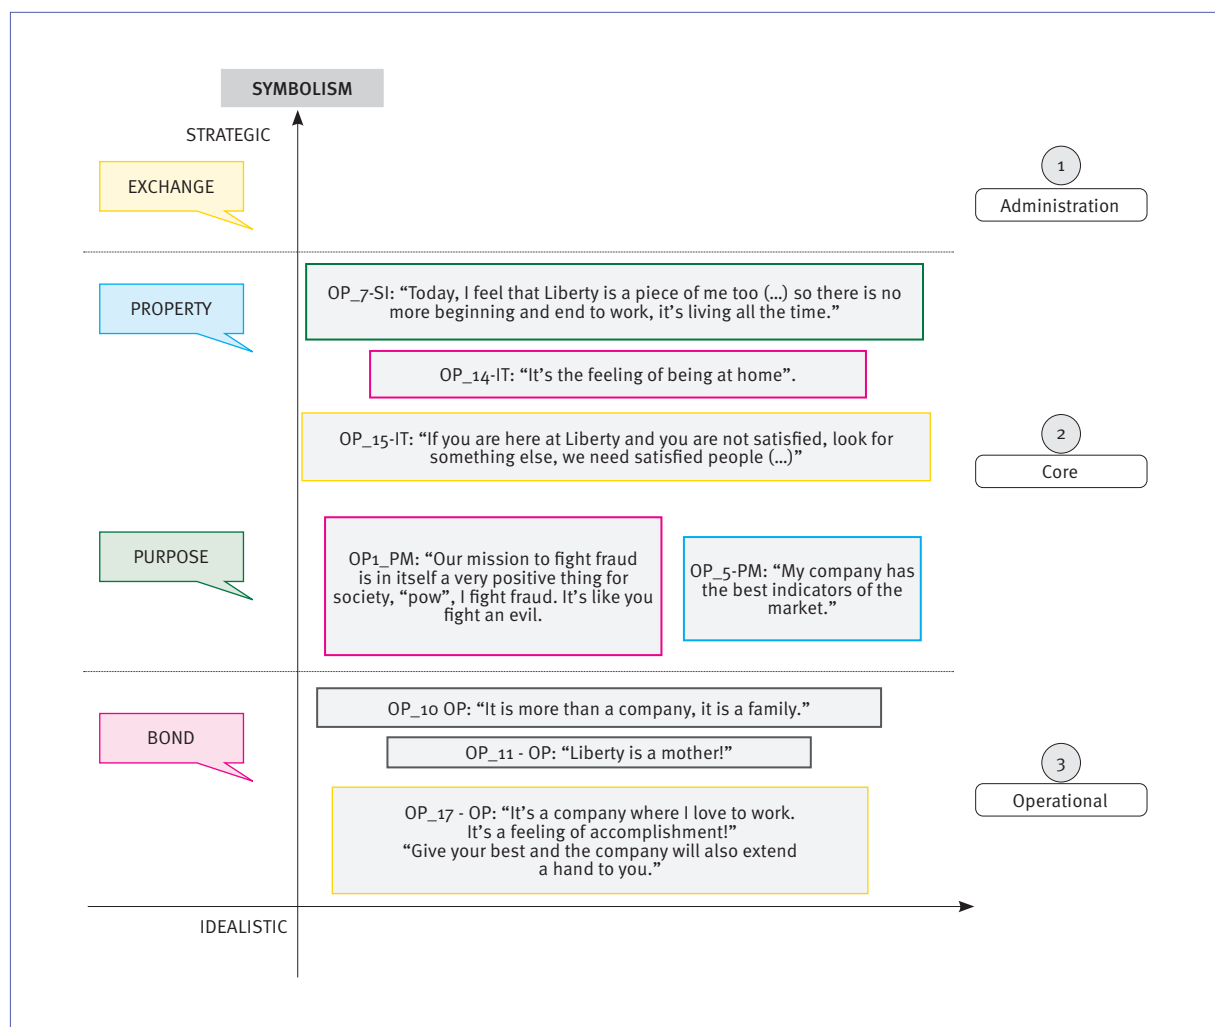 SYMBOLISM
STRATEGIC
EXCHANGE
1
Administration
PROPERTY
OP_7-SI: “Today, I feel that Liberty is a piece of me too (...) so there is no
more beginning and end to work, it’s living all the time.”
OP_14-IT: “It’s the feeling of being at home”.
OP_15-IT: “If you are here at Liberty and you are not satisfied, look for
something else, we need satisfied people (...)”
2
Core
PURPOSE
OP1_PM: “Our mission to fight fraud
is in itself a very positive thing for
society, “pow”, I fight fraud. It’s like you
fight an evil.
OP_5-PM: “My company has
the best indicators of the
market.”
BOND
OP_10 OP: “It is more than a company, it is a family.”
OP_11 - OP: “Liberty is a mother!”
3
Operational
OP_17 - OP: “It’s a company where I love to work.
It’s a feeling of accomplishment!”
“Give your best and the company will also extend
a hand to you.”
IDEALISTIC